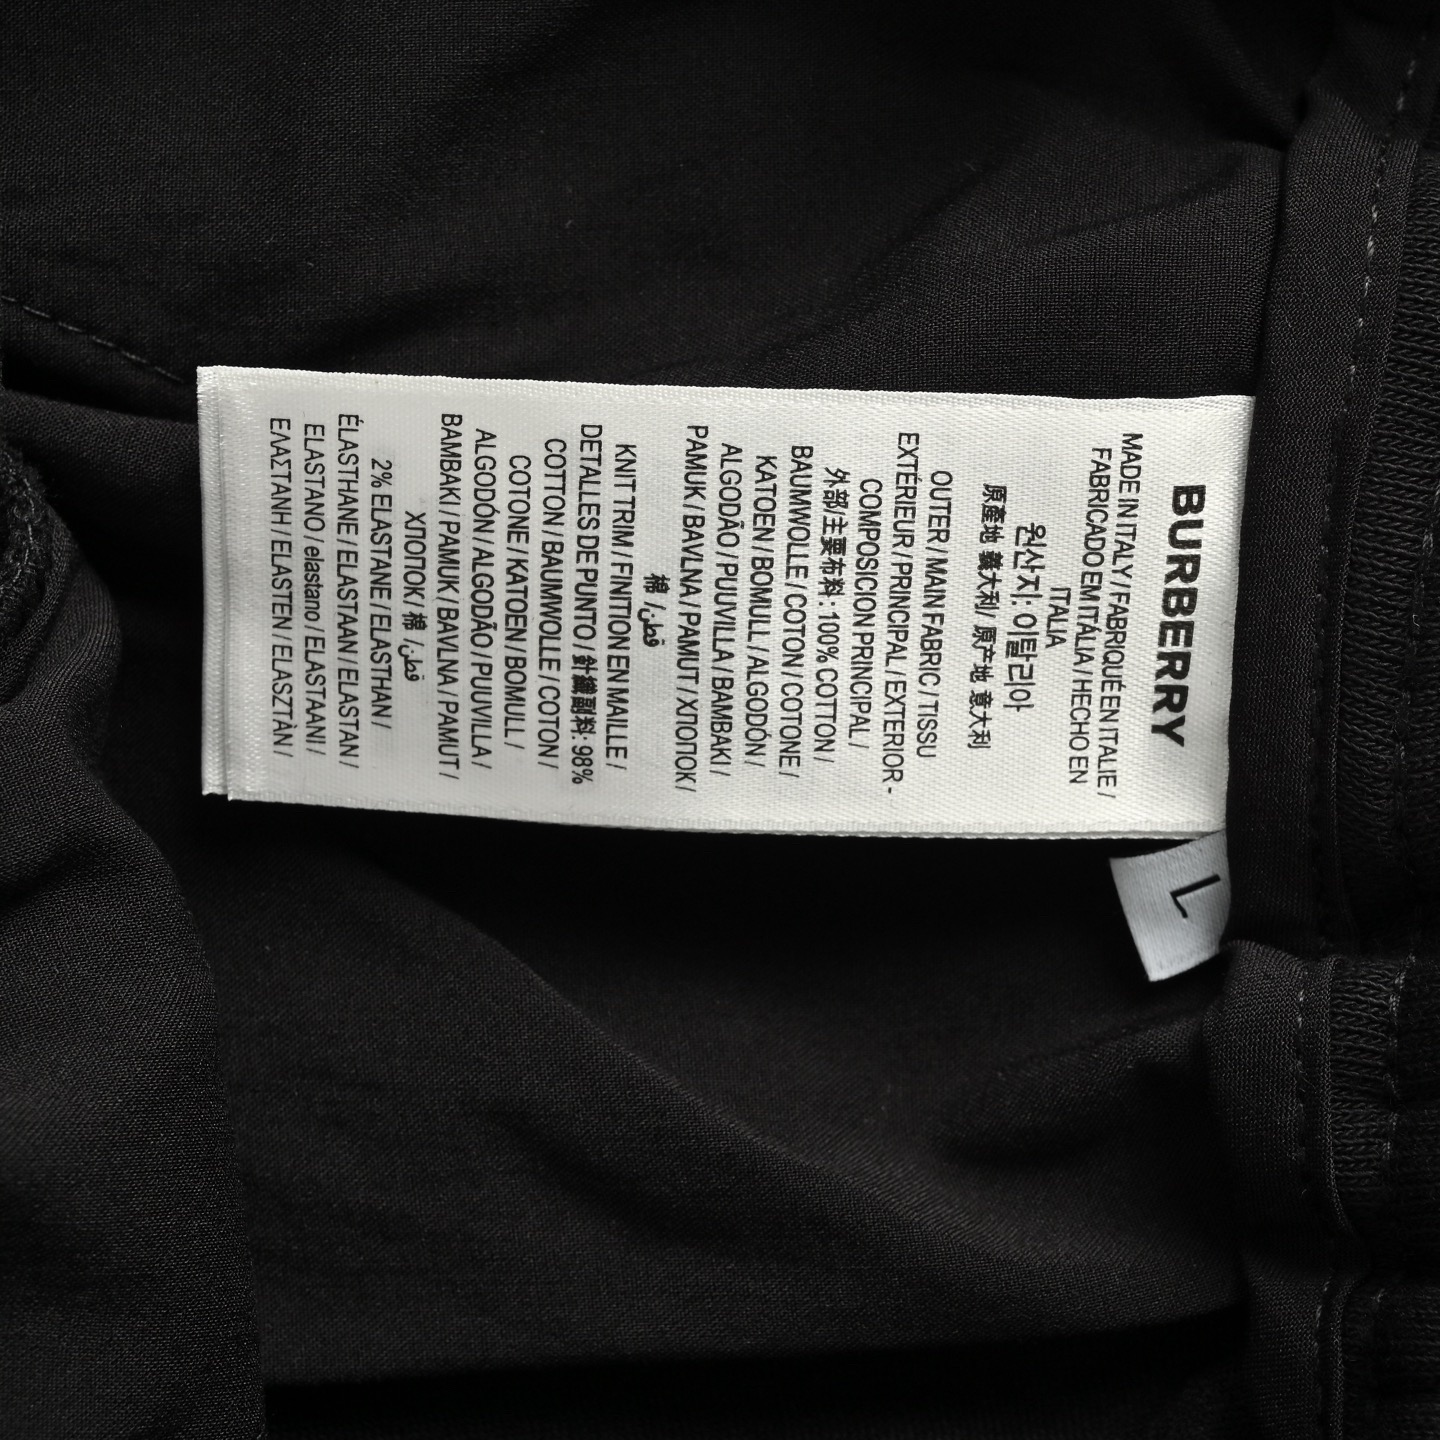 BURBERRY
MADE IN ITALY / FABRIQUÉ EN ITALIE /
FABRICADO EM ITÁLIA / HECHO EN
ITALIA
원산지: 이탈리아
原產地 義大利 / 原产地 意大利
OUTER / MAIN FABRIC / TISSU
EXTÉRIEUR / PRINCIPAL / EXTERIOR-
COMPOSICION PRINCIPAL /
外部/主要布料 : 100% COTTON /
BAUMWOLLE / COTON / COTONE /
KATOEN / BOMULL / ALGODÓN /
ALGODÃO / PUUVILLA / BAMBAKI /
PAMUK / BAVLNA / PAMUT / ХПОПОК /
棉 / قطن/
KNIT TRIM / FINITION EN MAILLE /
DETALLES DE PUNTO / 針織副料: 98%
COTTON / BAUMWOLLE / COTON /
COTONE / KATOEN / BOMULL /
ALGODÓN / ALGODÃO / PUUVILLA /
BAMBAKI / PAMUK / BAVLNA / PAMUT /
ХПОПОК / 棉 / قطن/
2% ELASTANE / ELASTHAN /
ÉLASTHANE / ELASTAAN / ELASTAN /
ELASTANO / elastano / ELASTAANI /
ΕΛΑΣΤΑΝΗ / ELASTEN / ELASZTÀN /
L